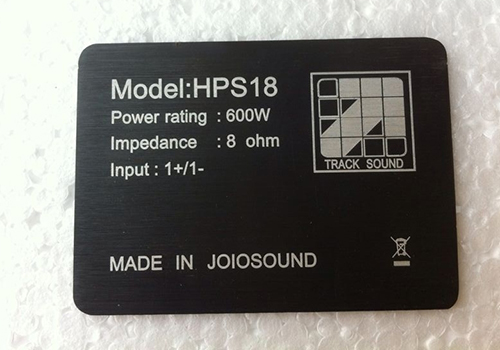 Model:HPS18
Power rating : 600W
Impedance : 8 ohm
Input : 1+/1-
TRACK SOUND
MADE IN JOIOSOUND